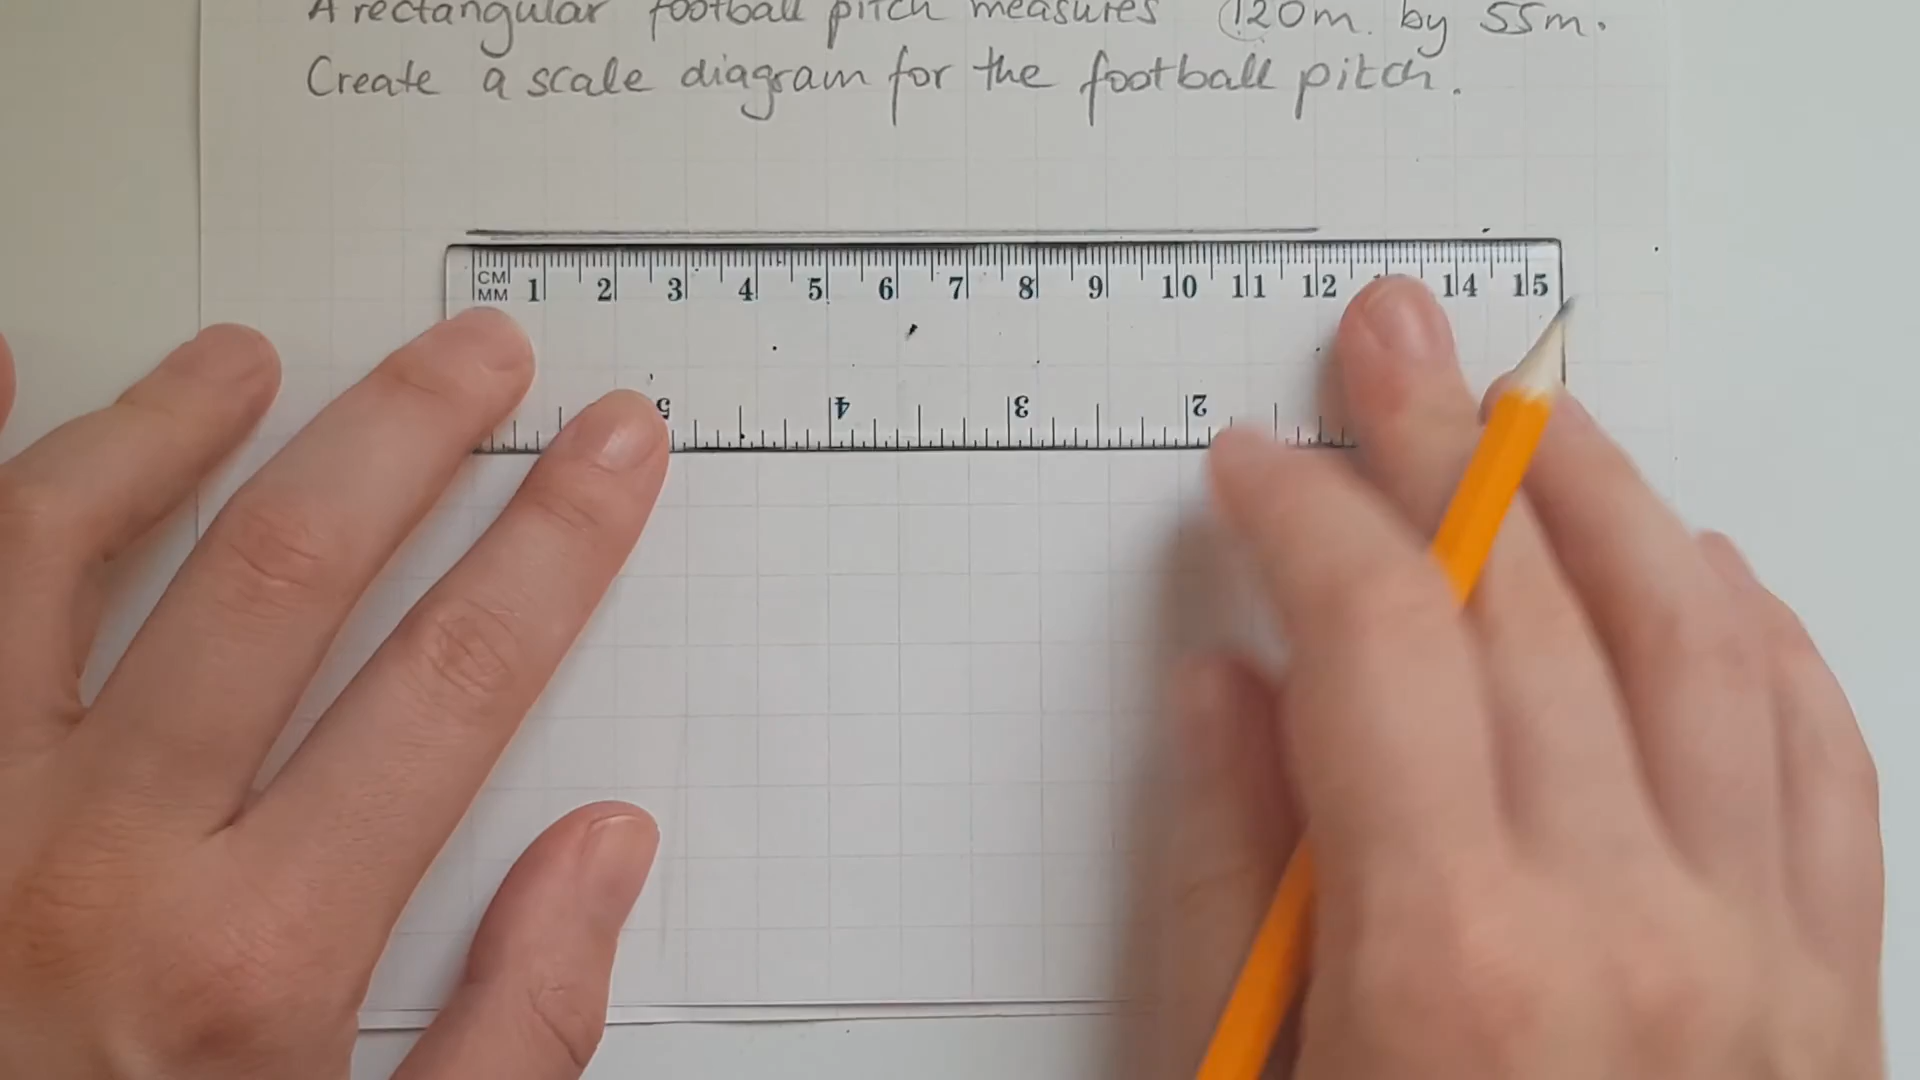 A rectangular football pitch measures 120m by 55m.
Create a scale diagram for the football pitch.
CM 1 2 3 4 5 6 7 8 9 10 11 12 14 15
MM
5 4 3 2